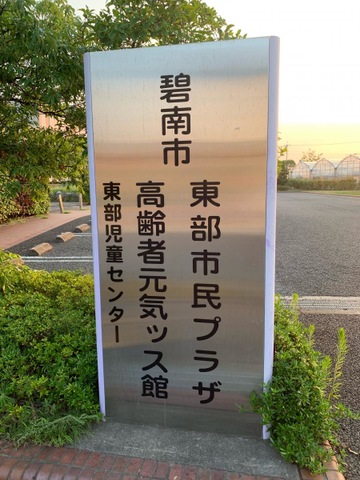 碧南市
東部市民プラザ
高齢者元気ッス館
東部児童センター